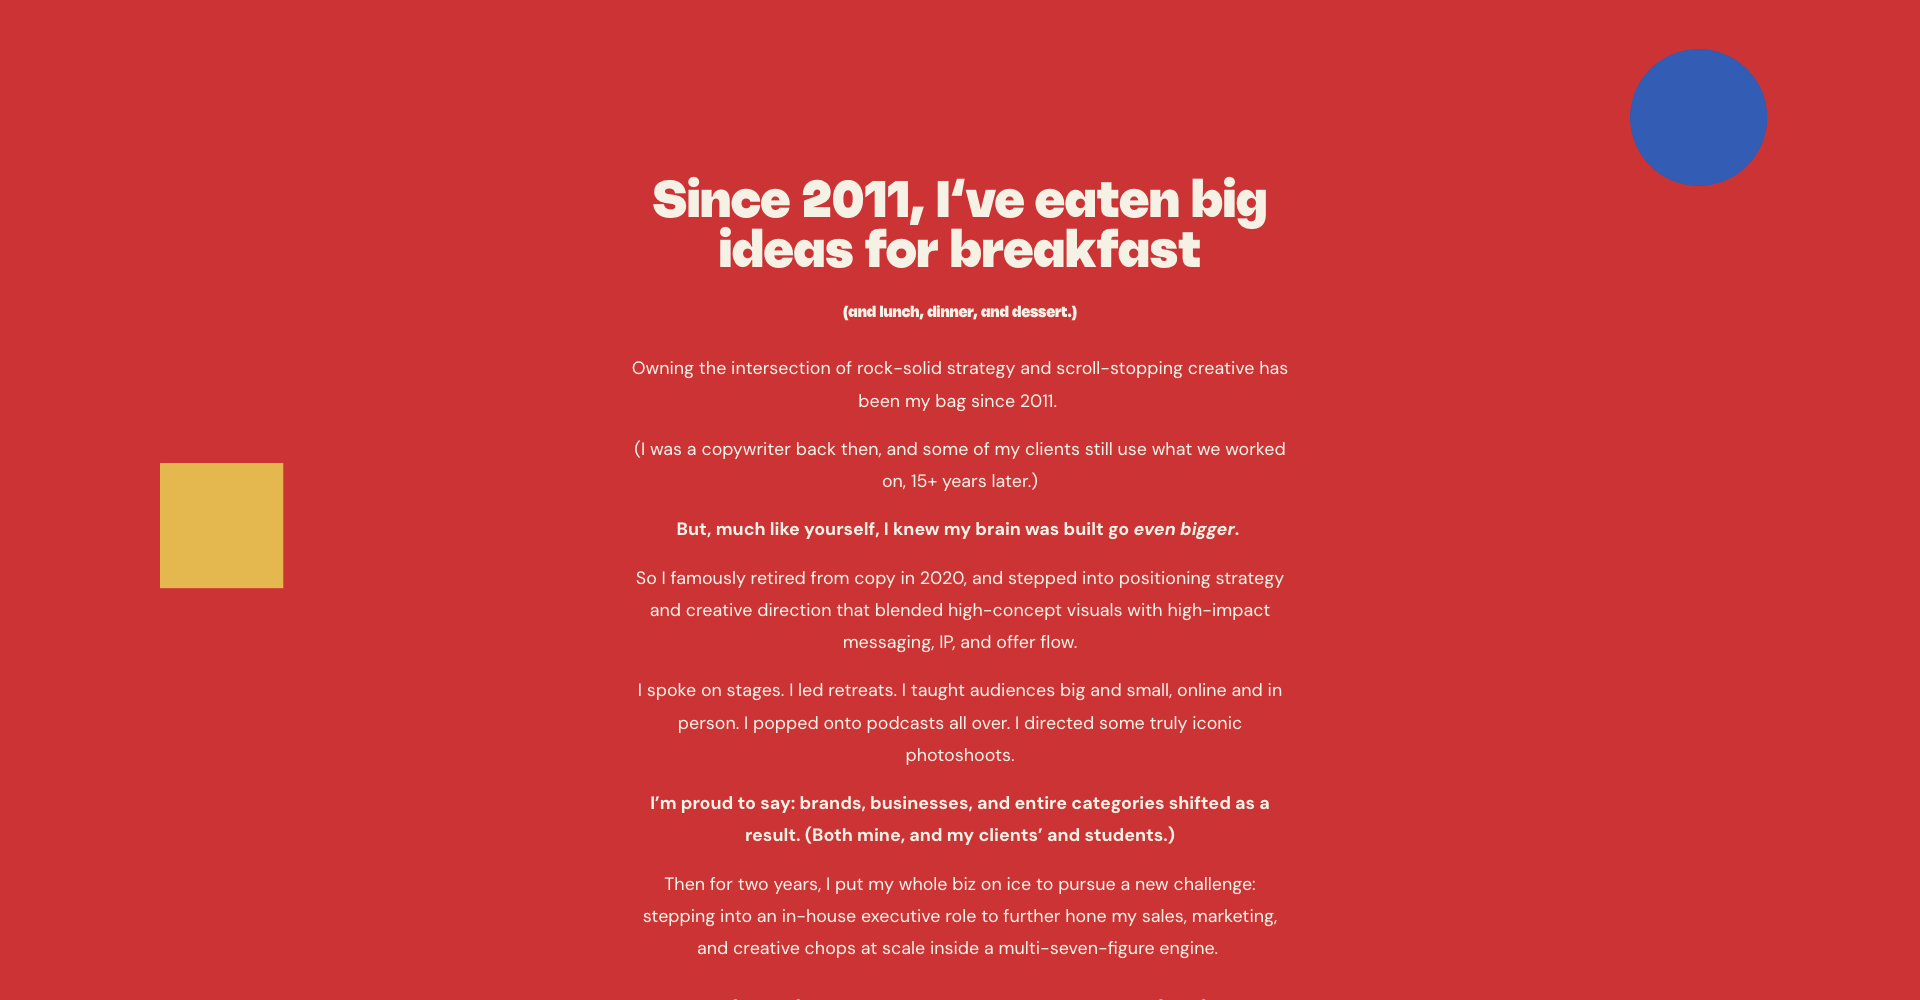 Since 2011, I‘ve eaten big
ideas for breakfast
(and lunch, dinner, and dessert.)
Owning the intersection of rock-solid strategy and scroll-stopping creative has
been my bag since 2011.
(I was a copywriter back then, and some of my clients still use what we worked
on, 15+ years later.)
But, much like yourself, I knew my brain was built go even bigger.
So I famously retired from copy in 2020, and stepped into positioning strategy
and creative direction that blended high-concept visuals with high-impact
messaging, IP, and offer flow.
I spoke on stages. I led retreats. I taught audiences big and small, online and in
person. I popped onto podcasts all over. I directed some truly iconic
photoshoots.
I’m proud to say: brands, businesses, and entire categories shifted as a
result. (Both mine, and my clients’ and students.)
Then for two years, I put my whole biz on ice to pursue a new challenge:
stepping into an in-house executive role to further hone my sales, marketing,
and creative chops at scale inside a multi-seven-figure engine.